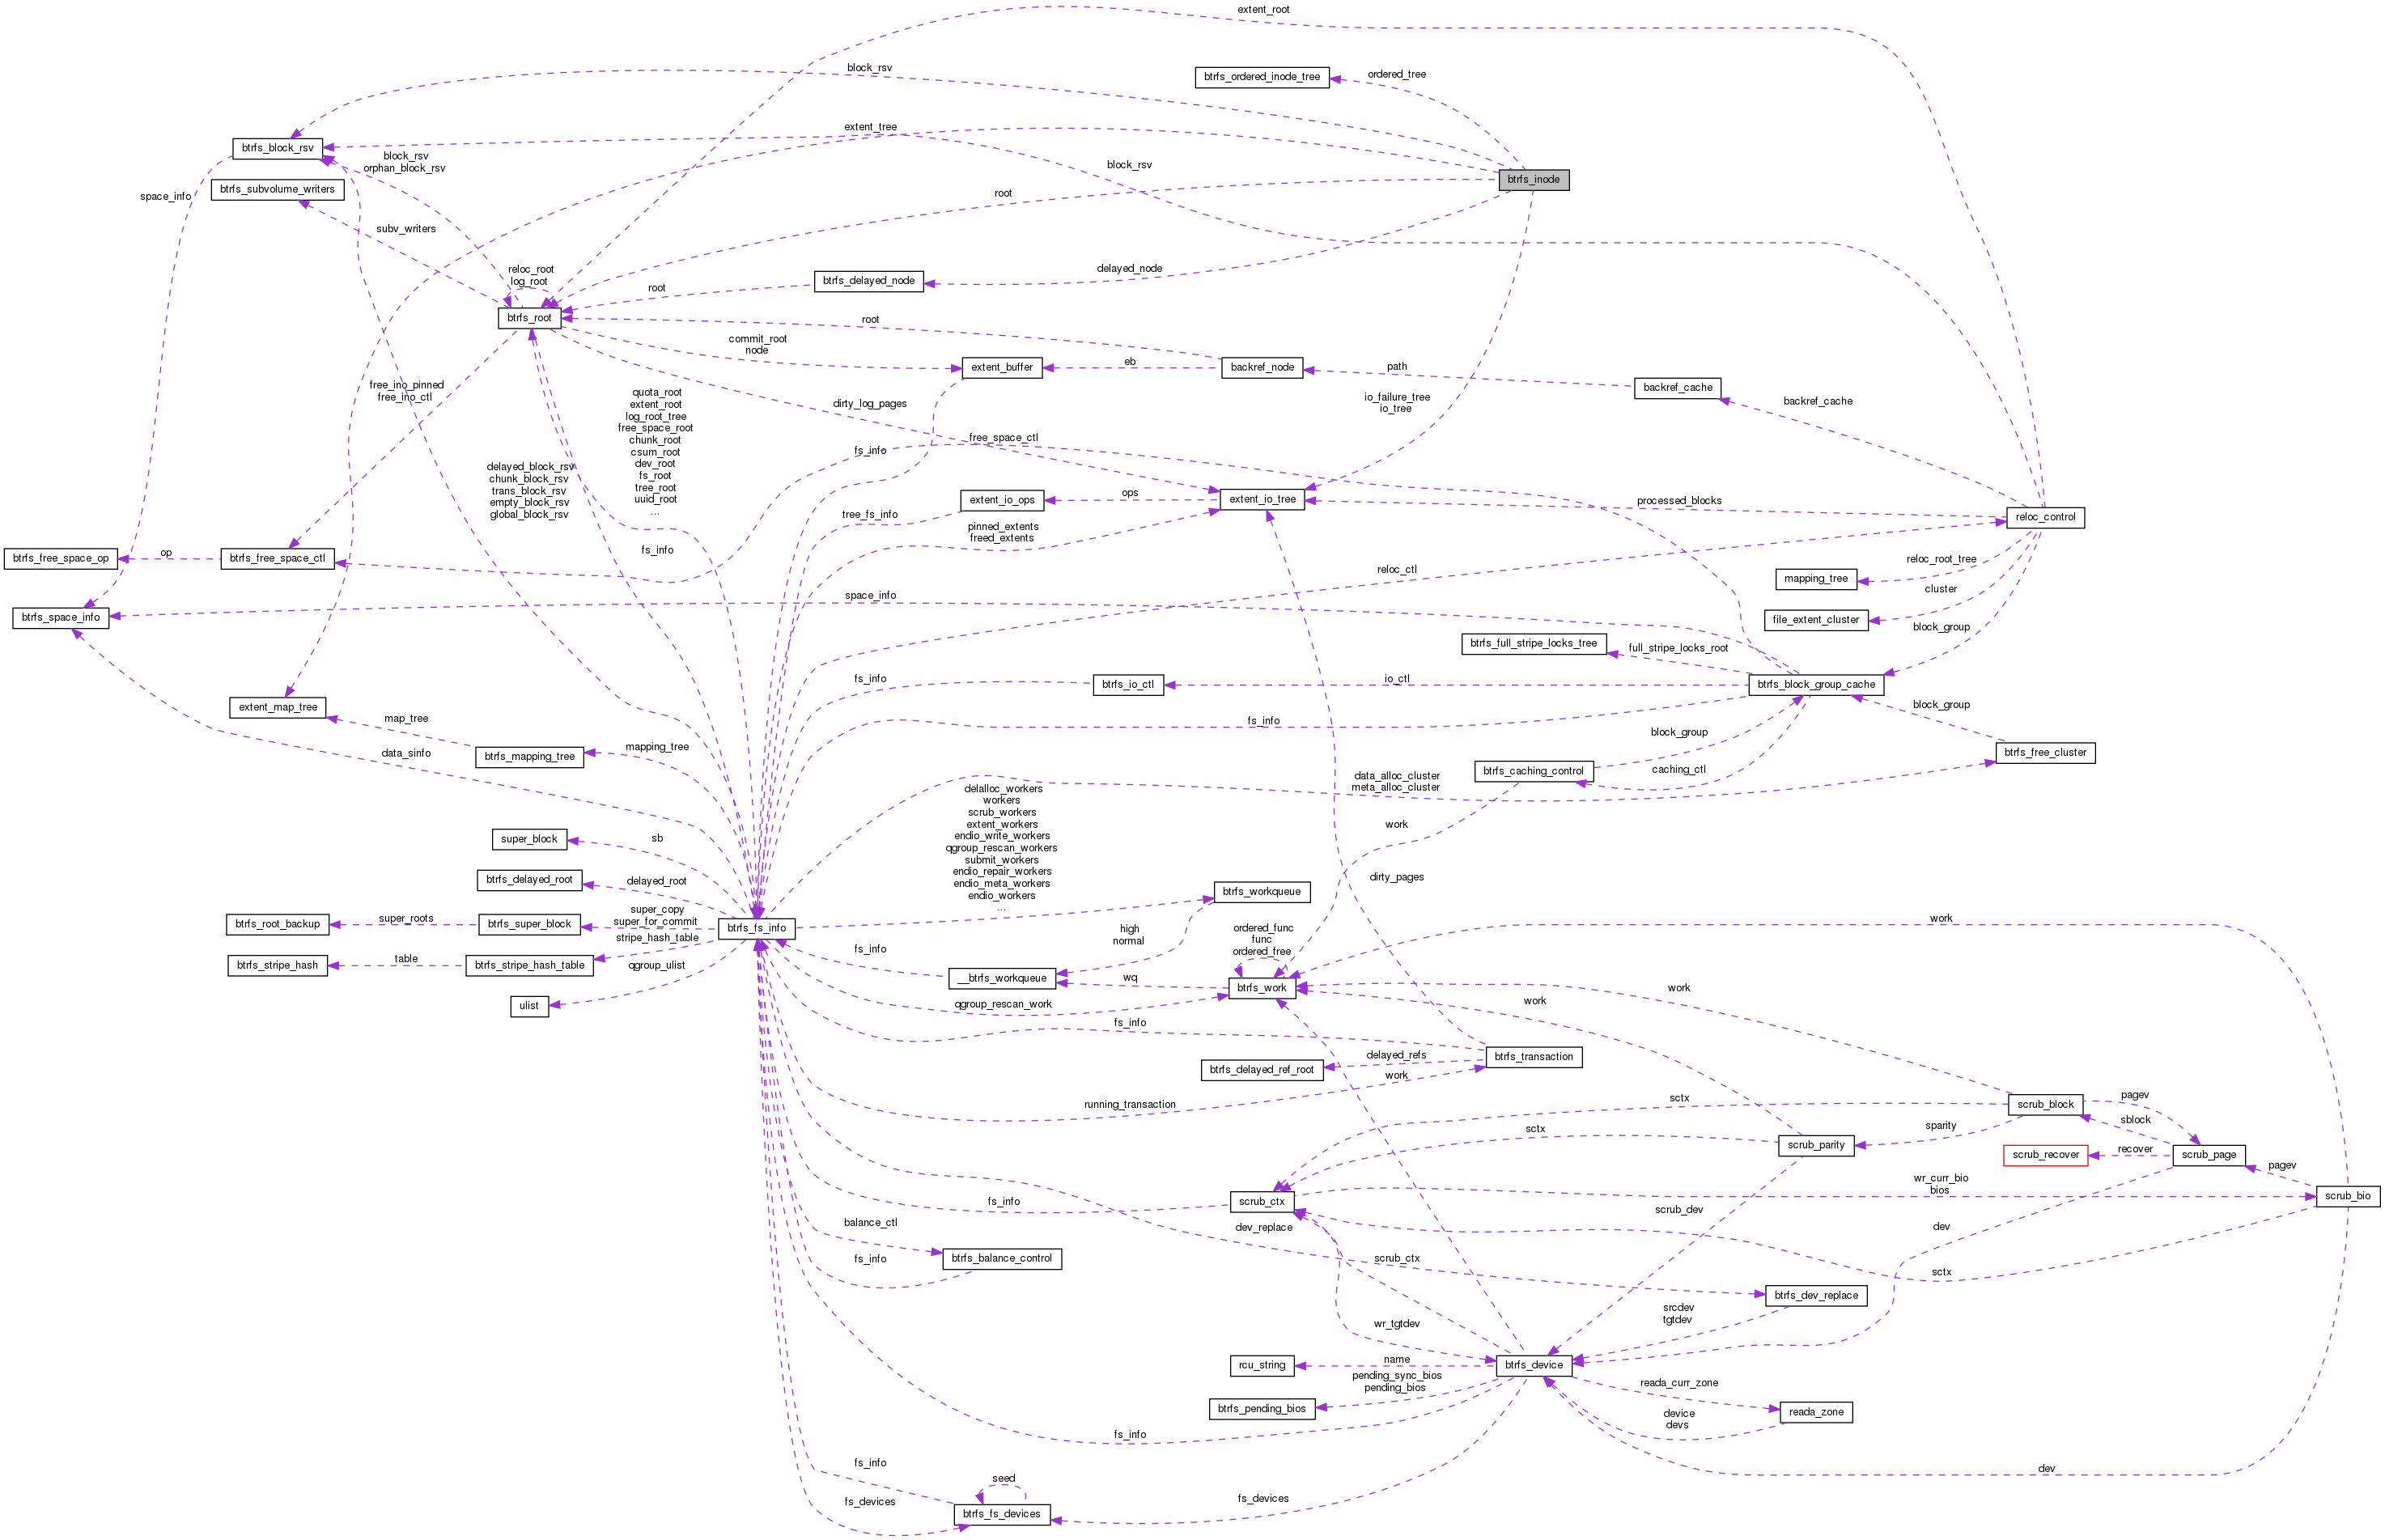 extent_root
block_rsv
btrfs_ordered_inode_tree
ordered_tree
extent_tree
btrfs_block_rsv
block_rsv
orphan_block_rsv
block_rsv
btrfs_inode
btrfs_subvolume_writers
space_info
root
subv_writers
reloc_root
log_root
btrfs_delayed_node
delayed_node
root
btrfs_root
root
commit_root
node
extent_buffer
eb
backref_node
path
backref_cache
backref_cache
free_ino_pinned
free_ino_ctl
quota_root
extent_root
log_root_tree
free_space_root
chunk_root
csum_root
dev_root
fs_root
tree_root
uuid_root
...
dirty_log_pages
io_failure_tree
io_tree
fs_info
free_space_ctl
delayed_block_rsv
chunk_block_rsv
trans_block_rsv
empty_block_rsv
global_block_rsv
extent_io_ops
ops
extent_io_tree
processed_blocks
reloc_control
tree_fs_info
pinned_extents
freed_extents
btrfs_free_space_op
op
btrfs_free_space_ctl
fs_info
reloc_ctl
mapping_tree
reloc_root_tree
cluster
file_extent_cluster
btrfs_space_info
space_info
block_group
btrfs_full_stripe_locks_tree
full_stripe_locks_root
extent_map_tree
map_tree
fs_info
btrfs_io_ctl
io_ctl
btrfs_block_group_cache
fs_info
block_group
block_group
data_sinfo
btrfs_mapping_tree
mapping_tree
btrfs_free_cluster
btrfs_caching_control
caching_ctl
data_alloc_cluster
meta_alloc_cluster
delalloc_workers
workers
scrub_workers
extent_workers
endio_write_workers
qgroup_rescan_workers
submit_workers
endio_repair_workers
endio_meta_workers
endio_workers
...
super_block
sb
work
btrfs_delayed_root
delayed_root
btrfs_workqueue
dirty_pages
btrfs_root_backup
super_roots
btrfs_super_block
super_copy
super_for_commit
btrfs_fs_info
work
high
normal
ordered_func
func
ordered_free
btrfs_stripe_hash
table
btrfs_stripe_hash_table
stripe_hash_table
fs_info
__btrfs_workqueue
wq
btrfs_work
ulist
qgroup_ulist
qgroup_rescan_work
work
work
fs_info
btrfs_delayed_ref_root
delayed_refs
btrfs_transaction
work
running_transaction
sctx
scrub_block
pagev
sblock
sctx
sparity
scrub_parity
scrub_recover
recover
scrub_page
pagev
scrub_ctx
fs_info
wr_curr_bio
bios
scrub_bio
balance_ctl
dev_replace
scrub_dev
dev
btrfs_balance_control
fs_info
scrub_ctx
sctx
btrfs_dev_replace
srcdev
tgtdev
wr_tgtdev
rcu_string
name
btrfs_device
pending_sync_bios
pending_bios
btrfs_pending_bios
reada_curr_zone
reada_zone
device
devs
fs_info
fs_info
dev
seed
fs_devices
btrfs_fs_devices
fs_devices